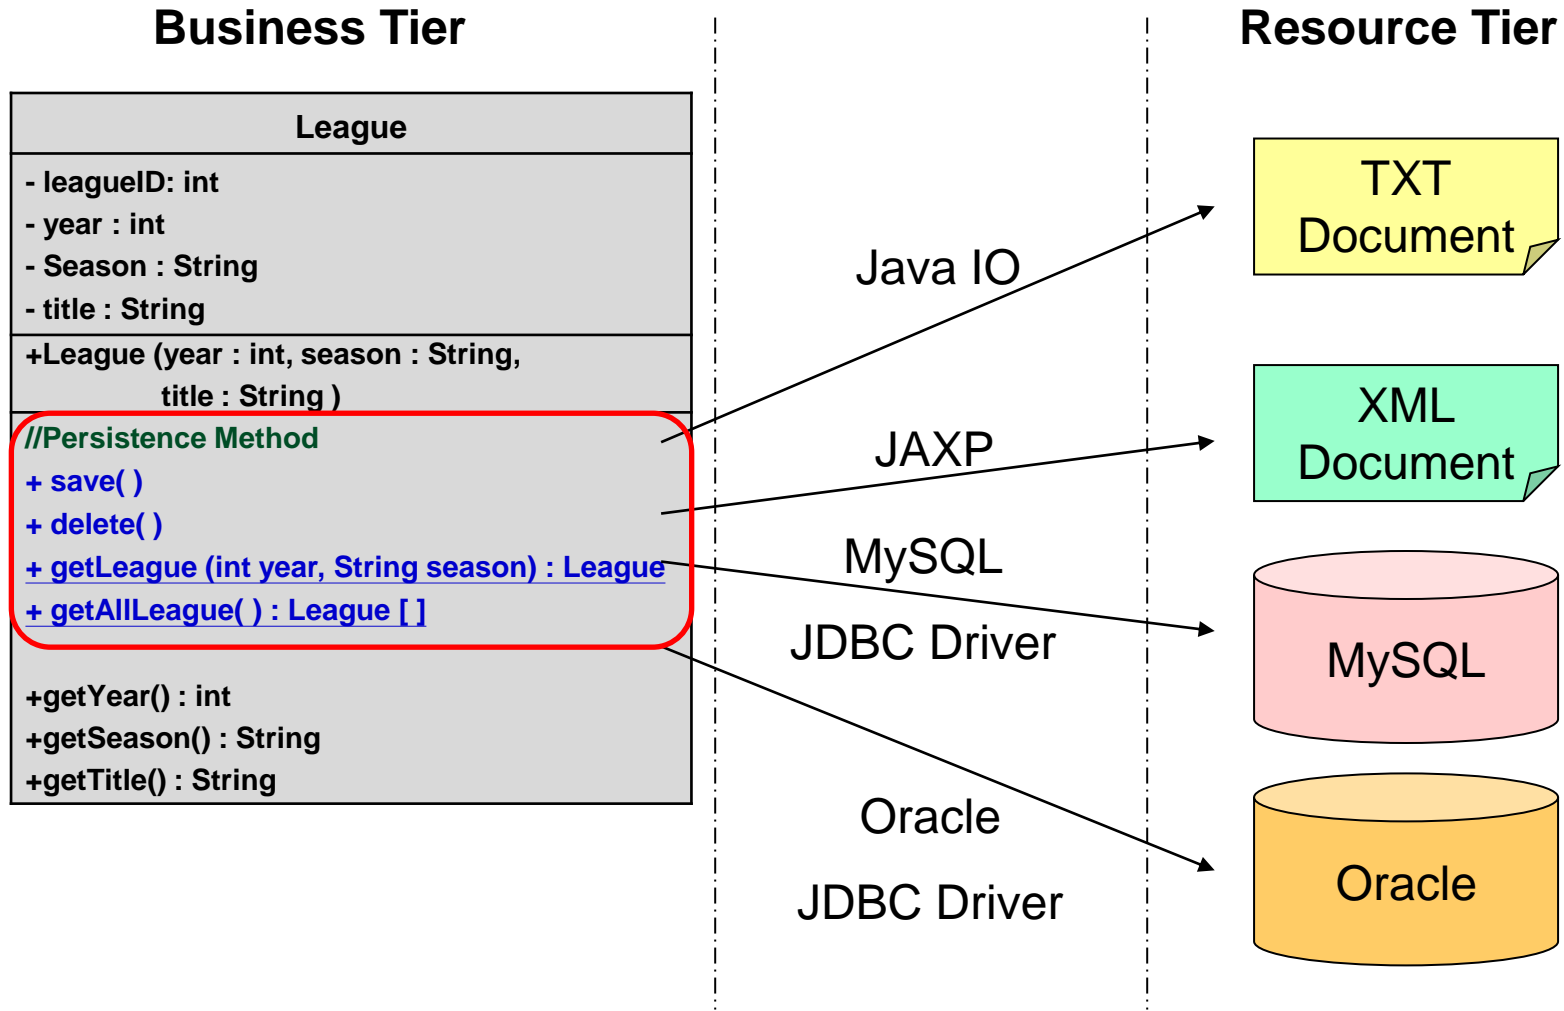 Business Tier
Resource Tier
League
- leagueID: int
- year : int
- Season : String
- title : String
+League (year : int, season : String,
title : String )
//Persistence Method
+ save( )
+ delete( )
+ getLeague (int year, String season) : League
+ getAllLeague( ) : League [ ]
+getYear() : int
+getSeason() : String
+getTitle() : String
Java IO
JAXP
MySQL
JDBC Driver
Oracle
JDBC Driver
TXT
Document
XML
Document
MySQL
Oracle